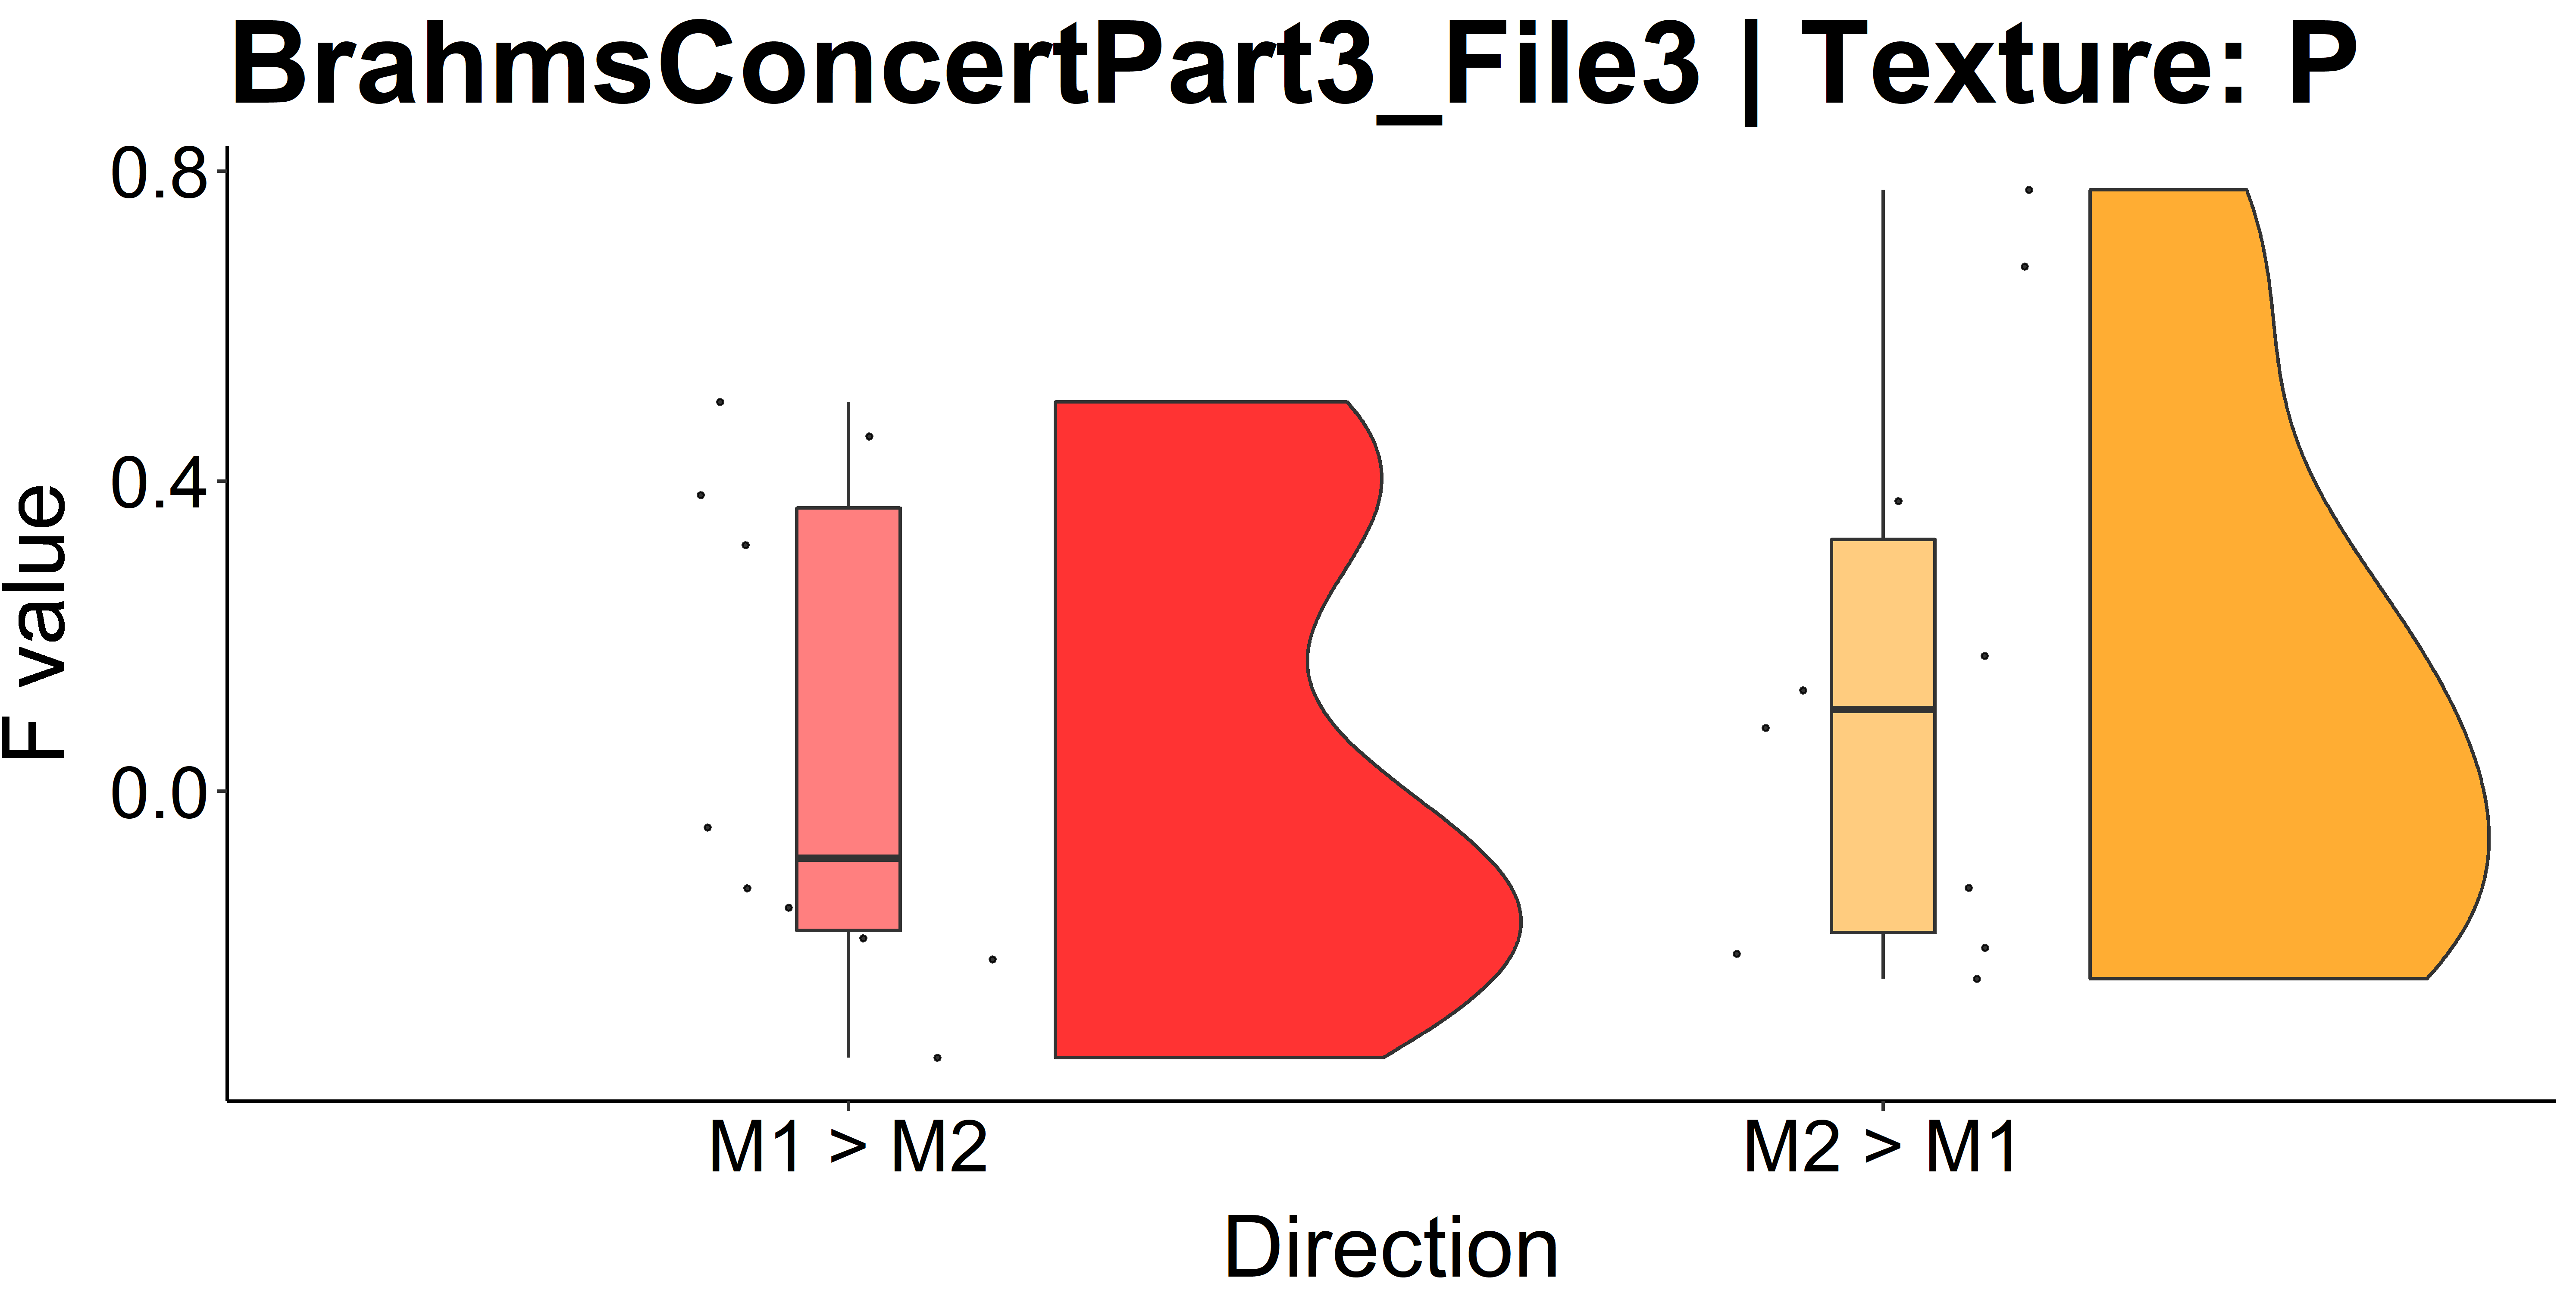 BrahmsConcertPart3_File3 | Texture: P
0.8
0.4
0.0
F value
M1 > M2
M2 > M1
Direction